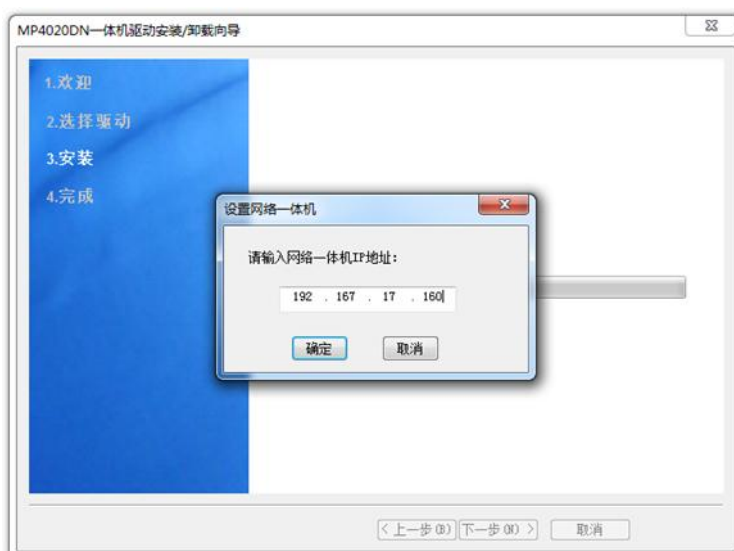 MP4020DN一体机驱动安装/卸载向导
1.欢迎
2.选择驱动
3.安装
4.完成
设置网络一体机
请输入网络一体机IP地址：
192 . 167 . 17 . 160
确定
取消
< 上一步(B)
下一步(N) >
取消